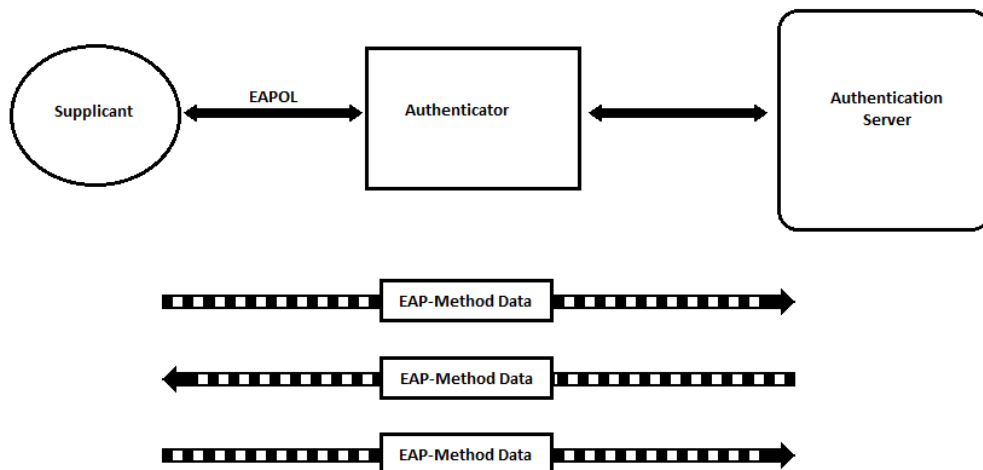 Supplicant
EAPOL
Authenticator
Authentication
Server
EAP-Method Data
EAP-Method Data
EAP-Method Data